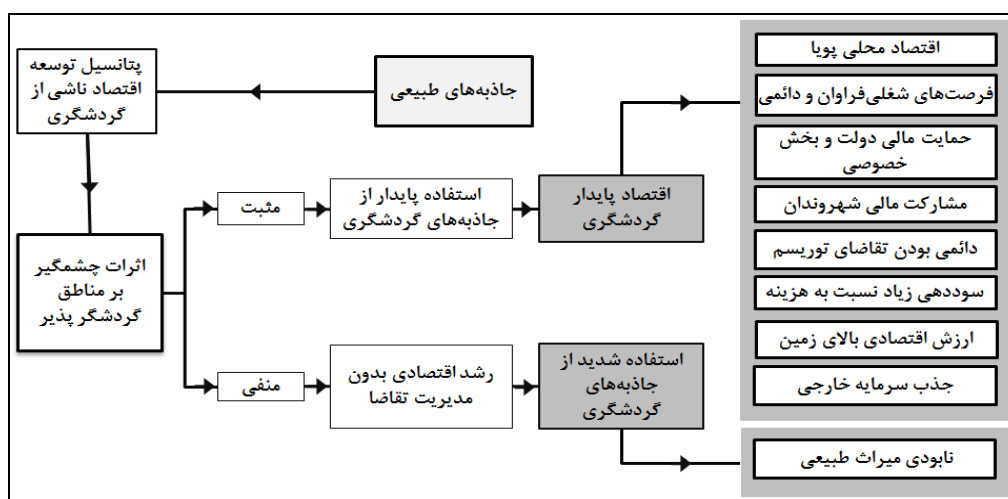 جاذبه‌های طبیعی
پتانسیل توسعه
اقتصاد ناشی از
گردشگری
اثرات چشمگیر
بر مناطق
گردشگر پذیر
مثبت
استفاده پایدار از
جاذبه‌های گردشگری
اقتصاد پایدار
گردشگری
اقتصاد محلی پویا
فرصت‌های شغلی‌فراوان و دائمی
حمایت مالی دولت و بخش
خصوصی
مشارکت مالی شهروندان
دائمی بودن تقاضای توریسم
سوددهی زیاد نسبت به هزینه
ارزش اقتصادی بالای زمین
جذب سرمایه خارجی
منفی
رشد اقتصادی بدون
مدیریت تقاضا
استفاده شدید از
جاذبه‌های
گردشگری
نابودی میراث طبیعی